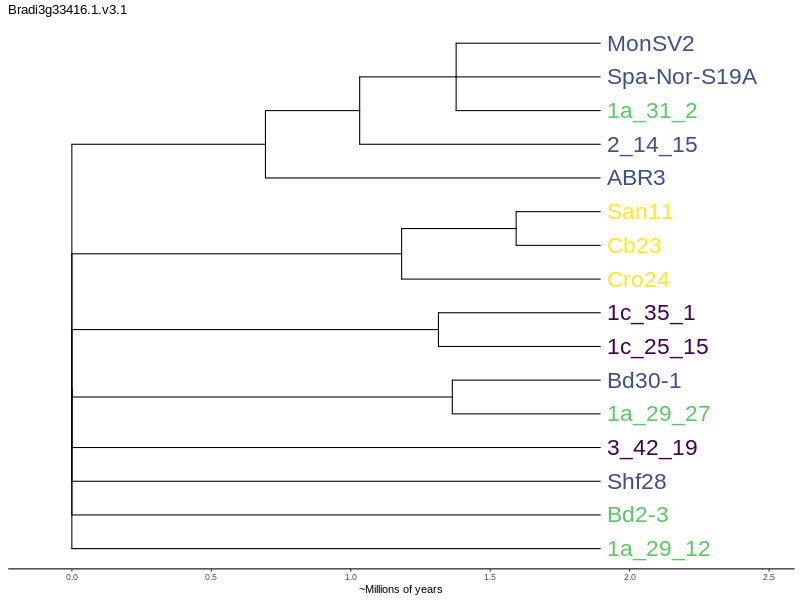 Bradi3g33416.1.v3.1
MonSV2
Spa-Nor-S19A
1a_31_2
2_14_15
ABR3
San11
Cb23
Cro24
1c_35_1
1c_25_15
Bd30-1
1a_29_27
3_42_19
Shf28
Bd2-3
1a_29_12
0.0 0.5 1.0 1.5 2.0 2.5
~Millions of years